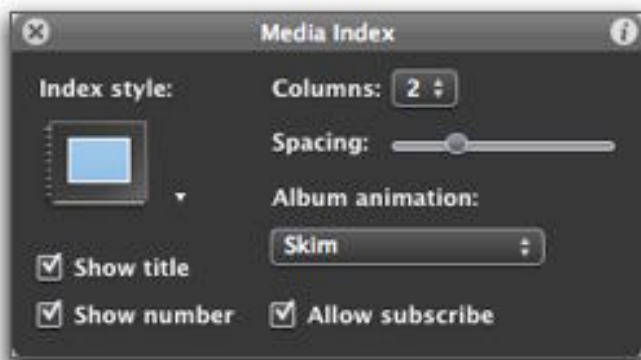 Media Index
Index style:
Columns: 2
Spacing:
Album animation:
Skim
Show title
Show number
Allow subscribe